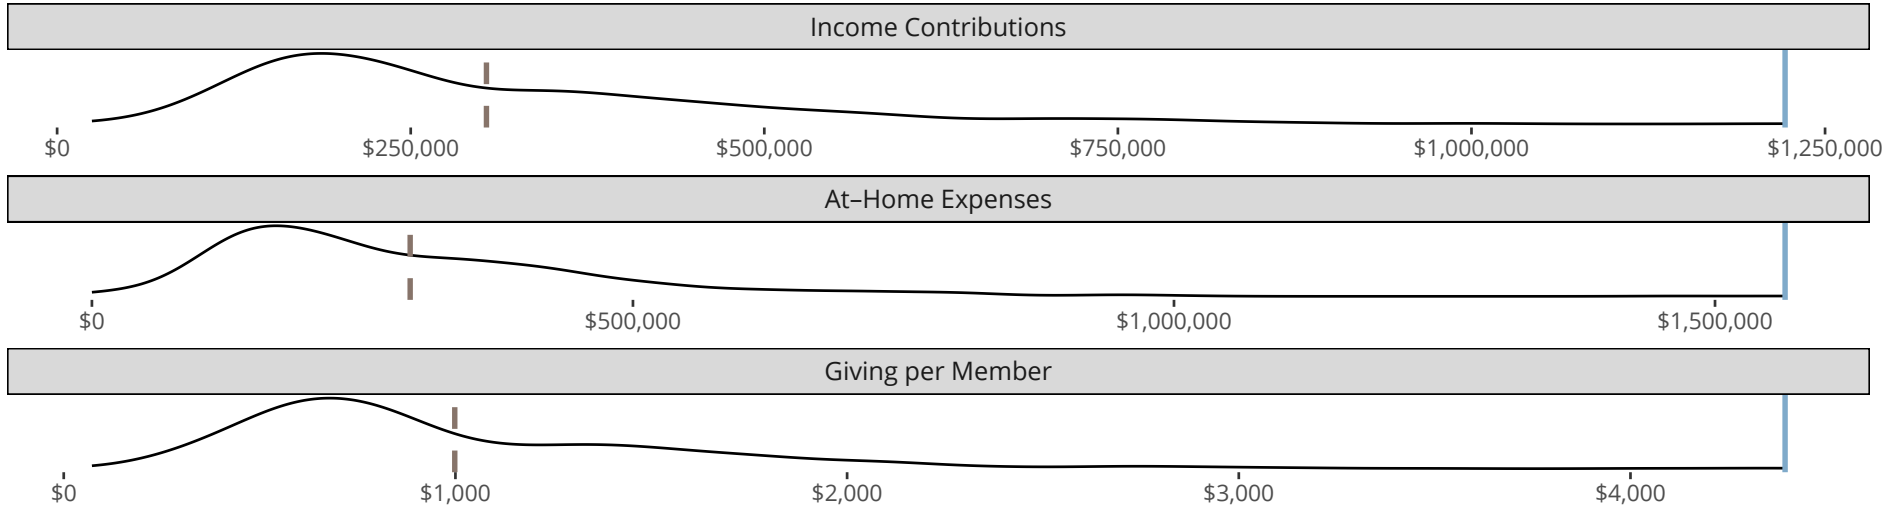 Income Contributions
$0 $250,000 $500,000 $750,000 $1,000,000 $1,250,000
At–Home Expenses
$0 $500,000 $1,000,000 $1,500,000
Giving per Member
$0 $1,000 $2,000 $3,000 $4,000